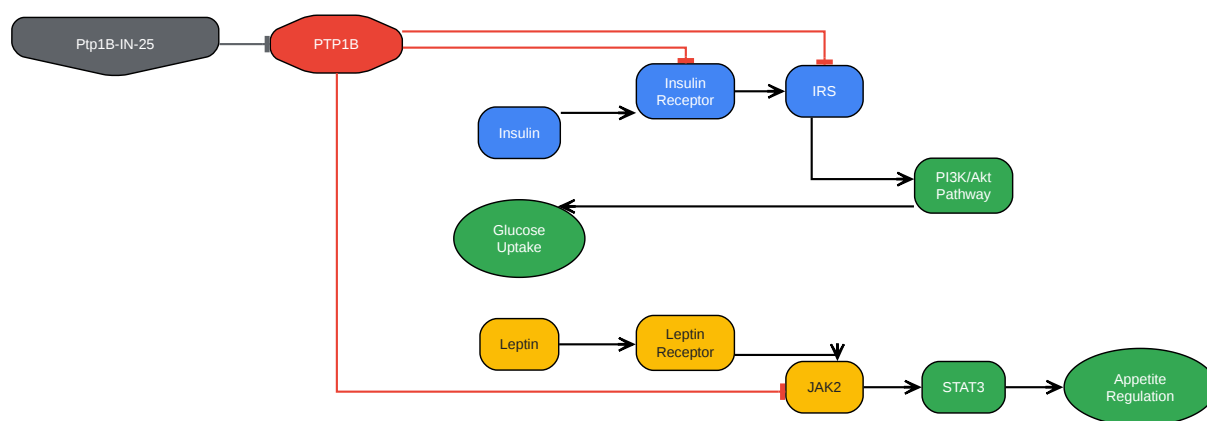 Ptp1B-IN-25
PTP1B
Insulin
Receptor
IRS
Insulin
PI3K/Akt
Pathway
Glucose
Uptake
Leptin
Leptin
Receptor
JAK2
STAT3
Appetite
Regulation